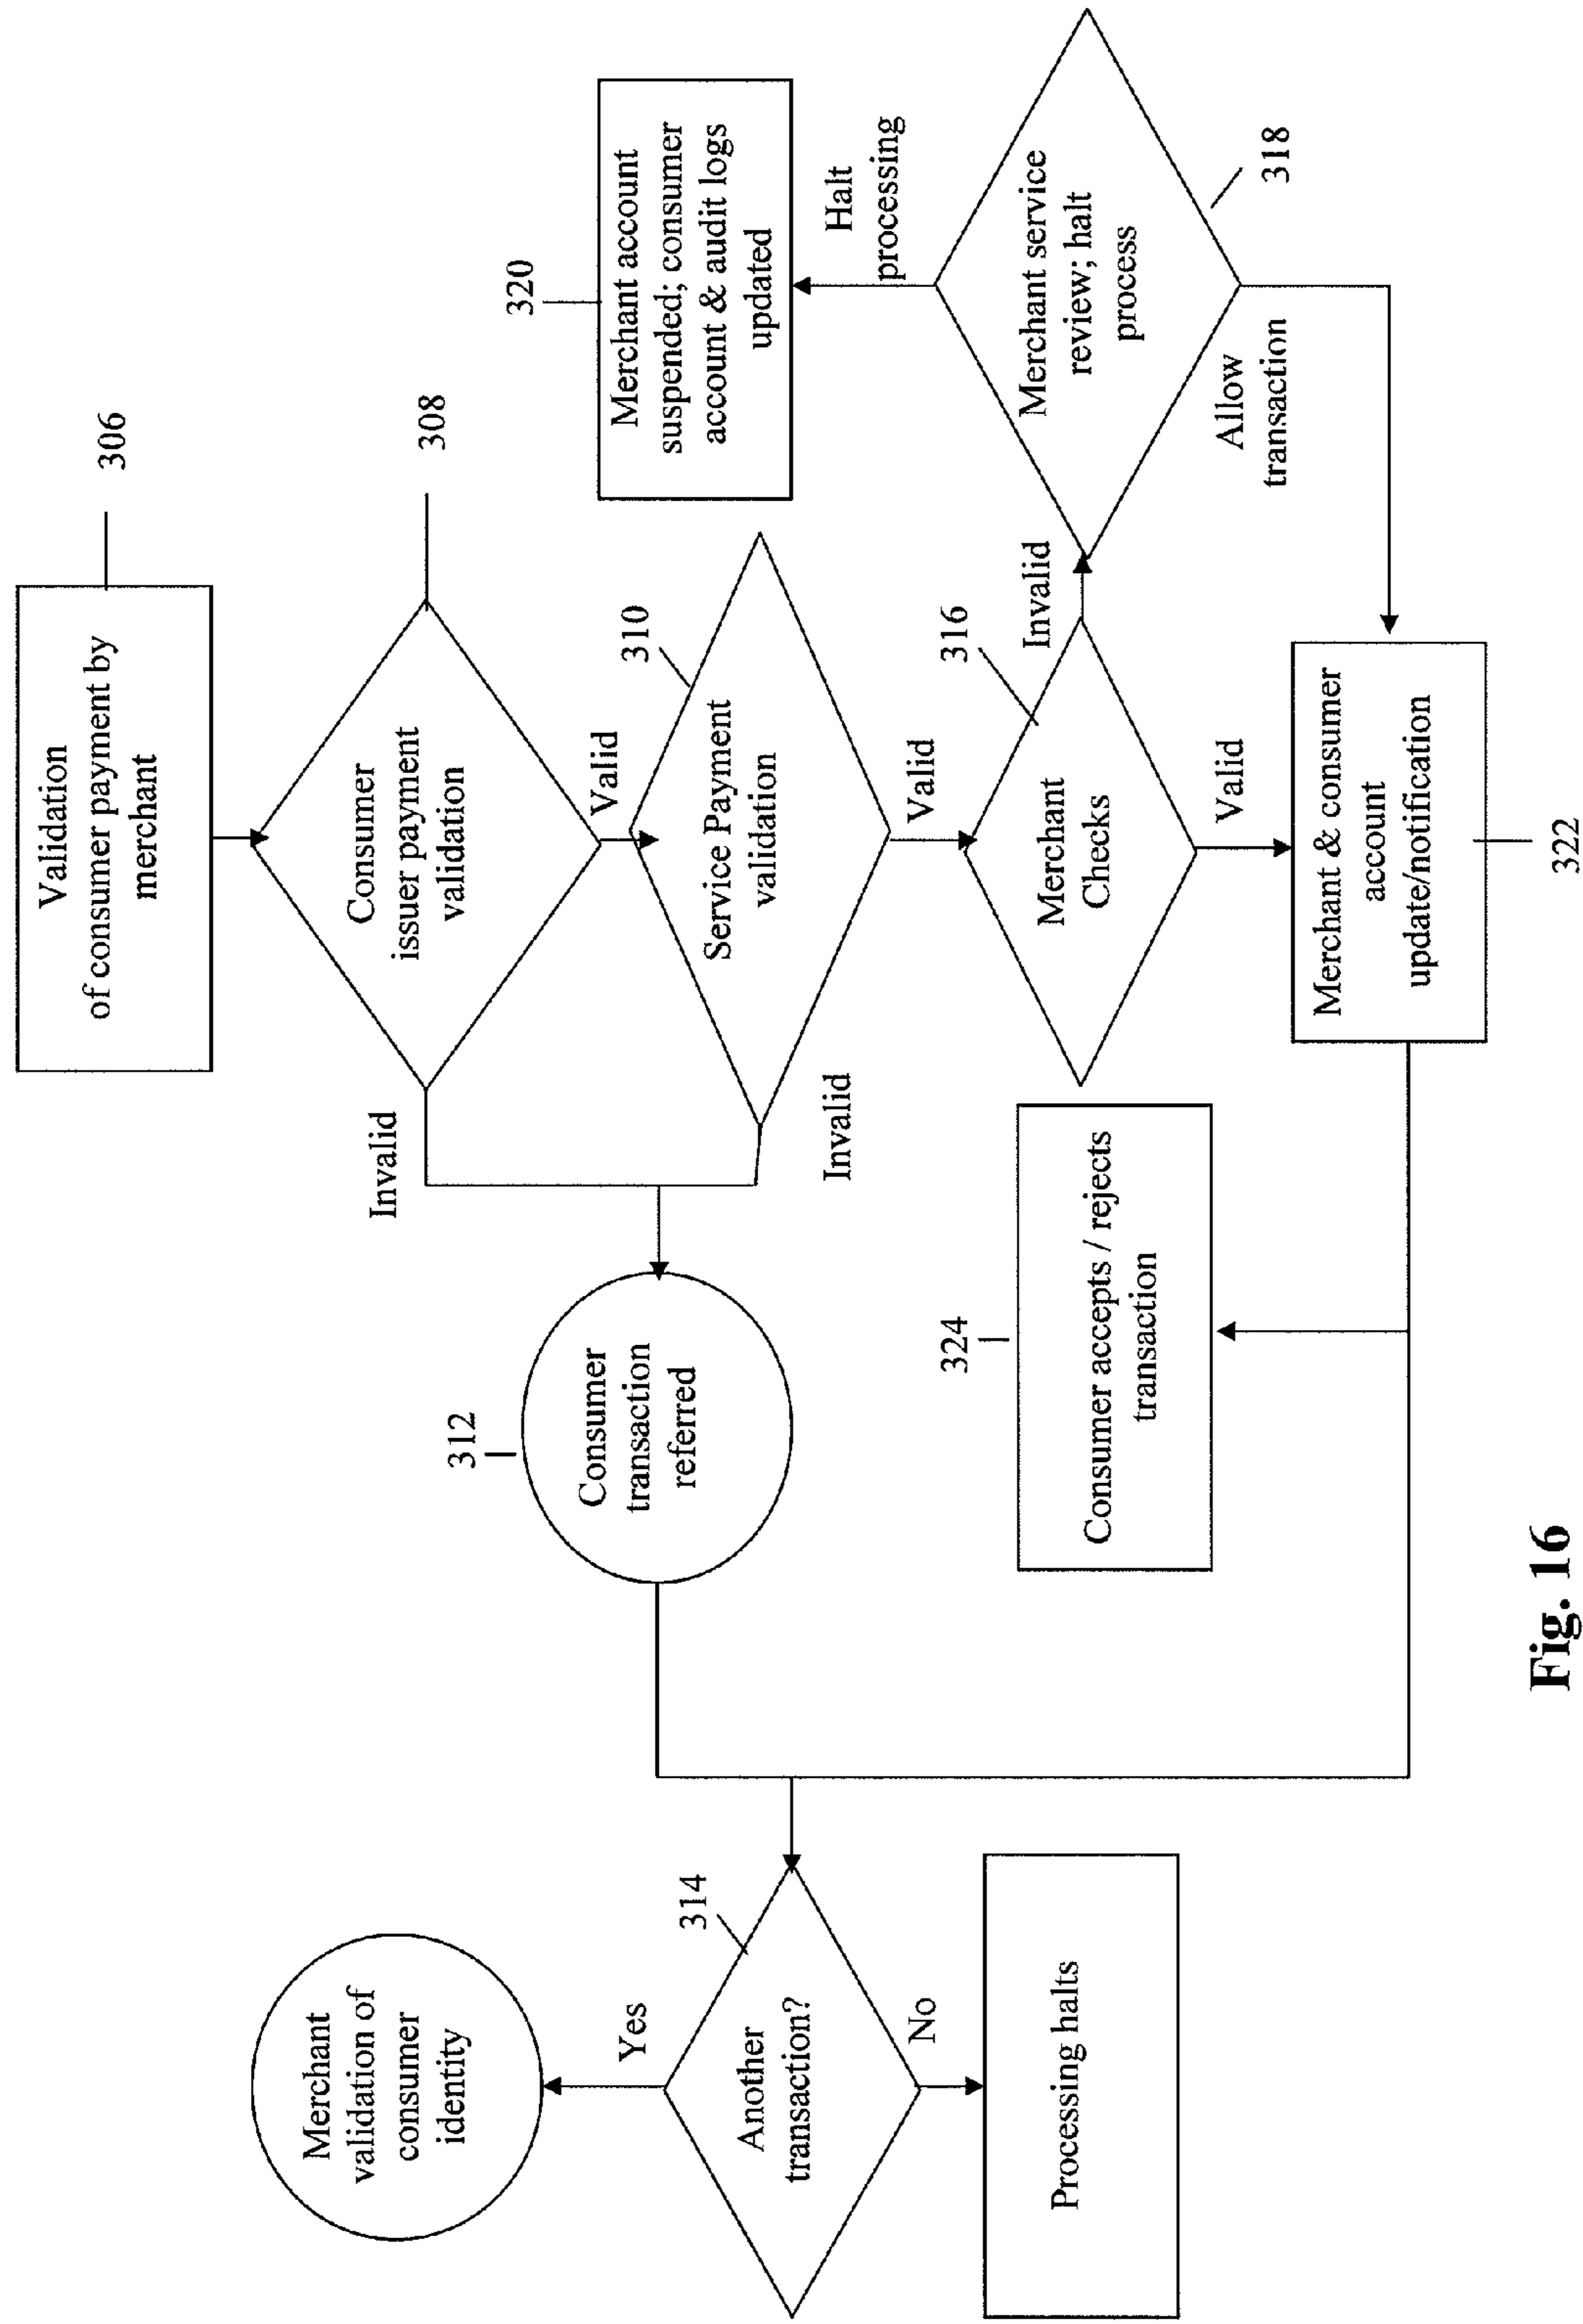 Validation
of consumer payment by
merchant
306
Consumer
issuer payment
validation
308
Invalid
Valid
Service Payment
validation
310
Invalid
Valid
Consumer
transaction
referred
312
Merchant
Checks
316
Invalid
Valid
Merchant service
review; halt
process
318
Halt
processing
Allow
transaction
Merchant account
suspended; consumer
account & audit logs
updated
320
Merchant & consumer
account
update/notification
322
Consumer accepts / rejects
transaction
324
Another
transaction?
314
Yes
No
Merchant
validation of
consumer
identity
Processing halts
Fig. 16